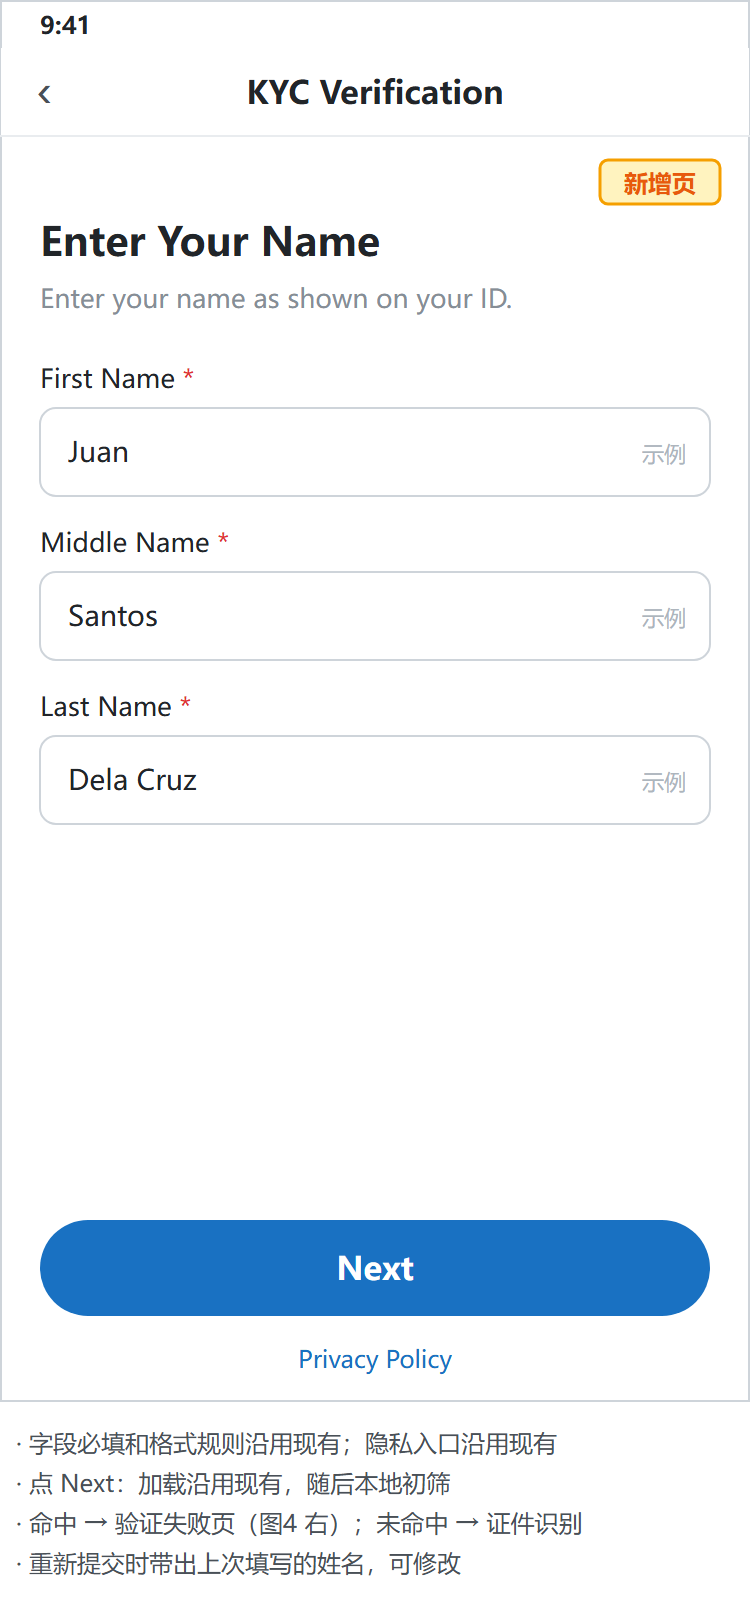 9:41
‹ KYC Verification
新增页
Enter Your Name
Enter your name as shown on your ID.
First Name *
Juan 示例
Middle Name *
Santos 示例
Last Name *
Dela Cruz 示例
Next
Privacy Policy
· 字段必填和格式规则沿用现有；隐私入口沿用现有
· 点 Next：加载沿用现有，随后本地初筛
· 命中 → 验证失败页（图4 右）；未命中 → 证件识别
· 重新提交时带出上次填写的姓名，可修改